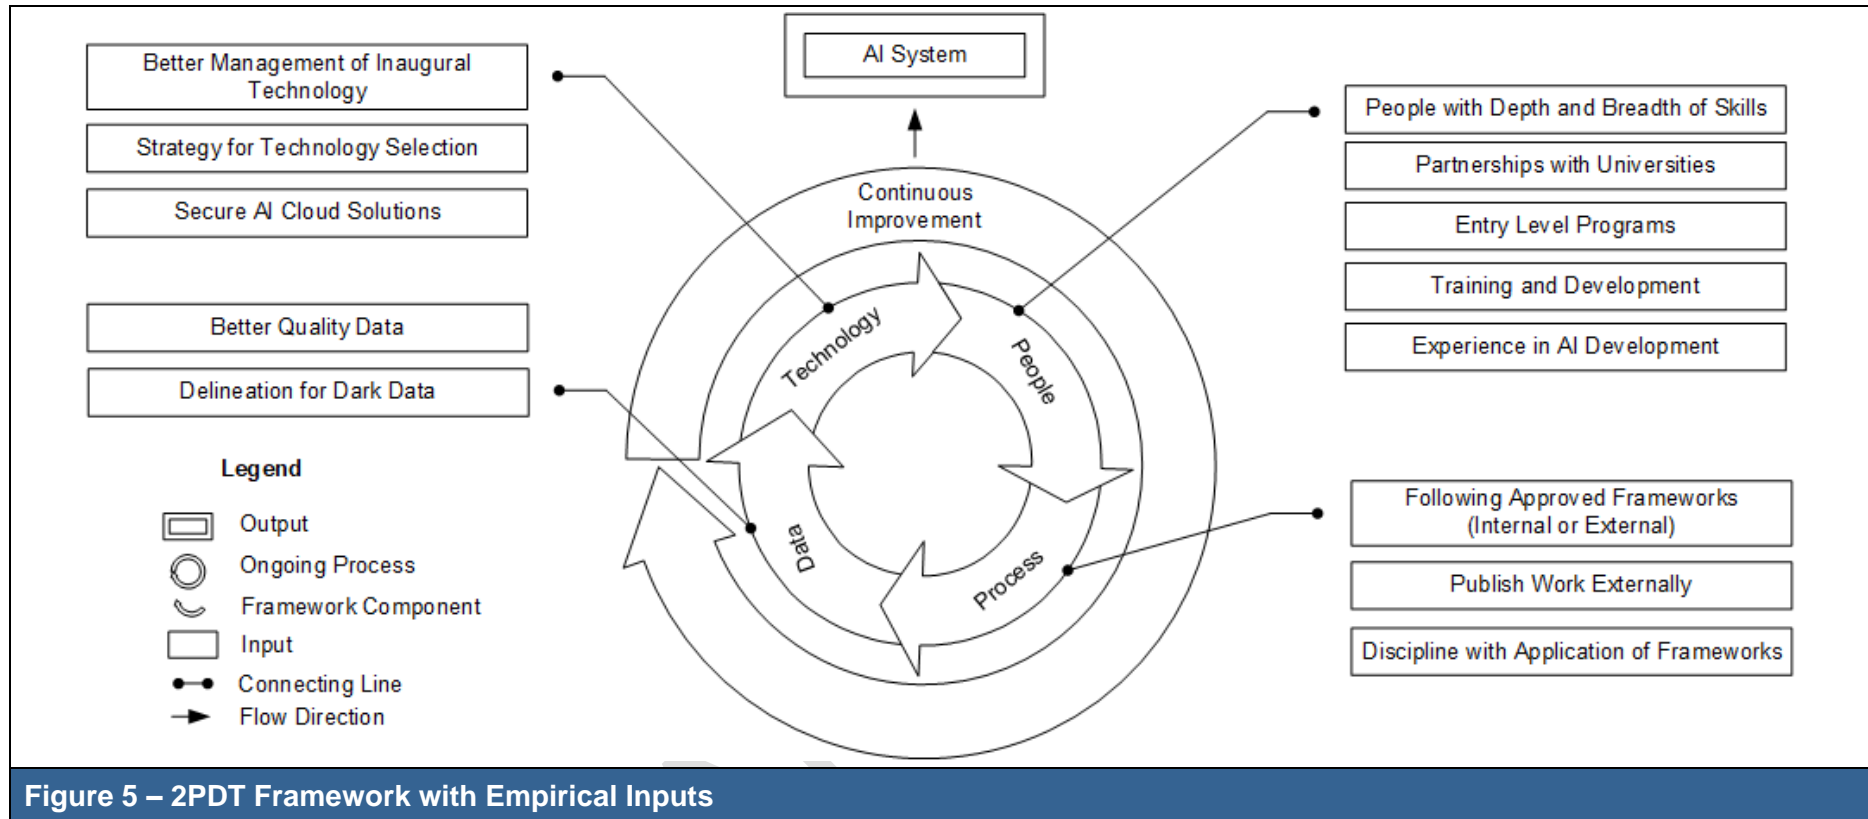 Better Management of Inaugural
Technology
Strategy for Technology Selection
Secure AI Cloud Solutions
Better Quality Data
Delineation for Dark Data
AI System
Continuous
Improvement
Technology
People
Process
Data
People with Depth and Breadth of Skills
Partnerships with Universities
Entry Level Programs
Training and Development
Experience in AI Development
Following Approved Frameworks
(Internal or External)
Publish Work Externally
Discipline with Application of Frameworks
Legend
Output
Ongoing Process
Framework Component
Input
Connecting Line
Flow Direction
Figure 5 – 2PDT Framework with Empirical Inputs